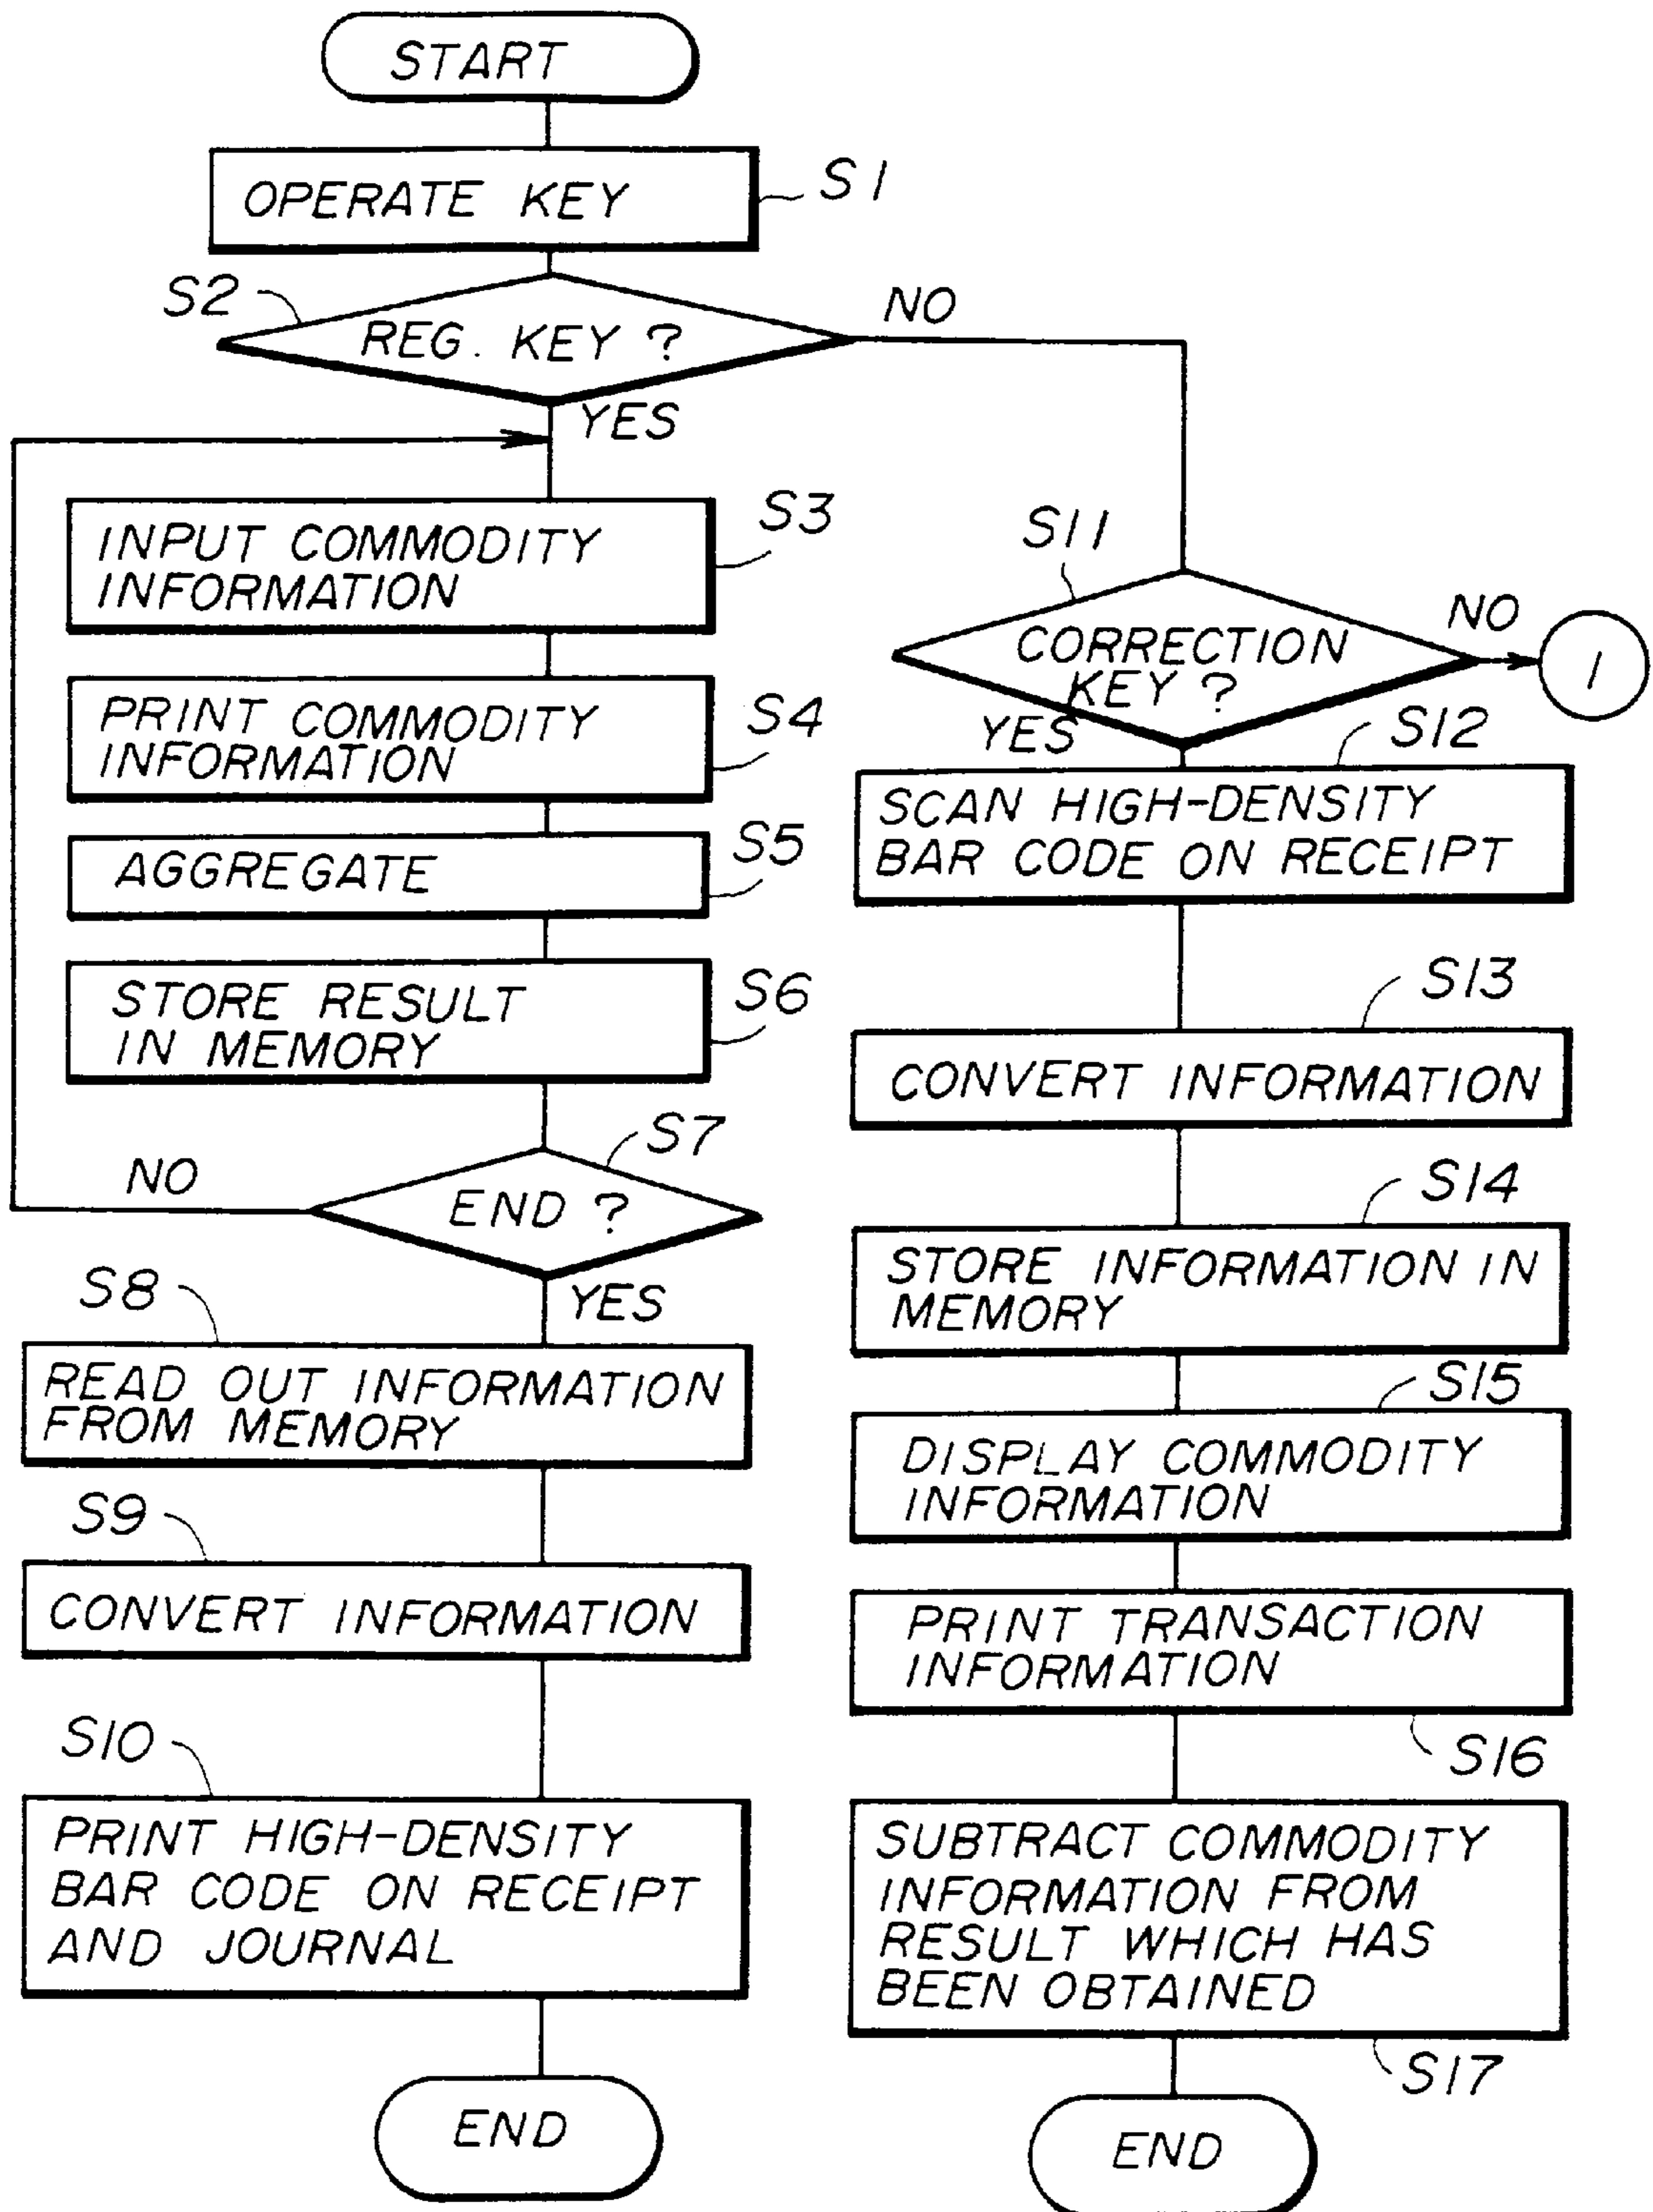 START
OPERATE KEY
S1
S2
REG. KEY ?
NO
YES
INPUT COMMODITY
INFORMATION
S3
PRINT COMMODITY
INFORMATION
S4
AGGREGATE
S5
STORE RESULT
IN MEMORY
S6
S7
END ?
NO
YES
S8
READ OUT INFORMATION
FROM MEMORY
S9
CONVERT INFORMATION
S10
PRINT HIGH-DENSITY
BAR CODE ON RECEIPT
AND JOURNAL
END
S11
CORRECTION
KEY ?
NO
1
YES
S12
SCAN HIGH-DENSITY
BAR CODE ON RECEIPT
S13
CONVERT INFORMATION
S14
STORE INFORMATION IN
MEMORY
S15
DISPLAY COMMODITY
INFORMATION
PRINT TRANSACTION
INFORMATION
S16
SUBTRACT COMMODITY
INFORMATION FROM
RESULT WHICH HAS
BEEN OBTAINED
S17
END